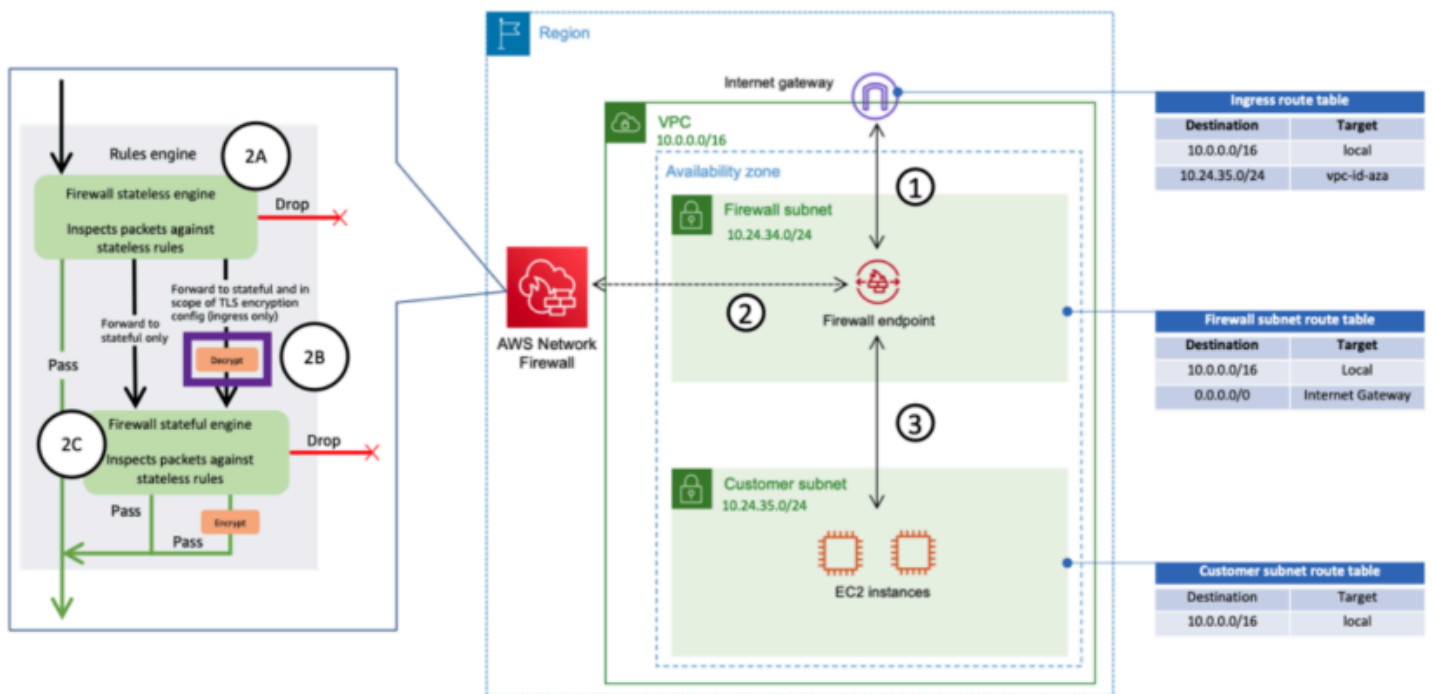 Region
Internet gateway
VPC
10.0.0.0/16
Availability zone
1
Firewall subnet
10.24.34.0/24
2
Firewall endpoint
AWS Network
Firewall
3
Customer subnet
10.24.35.0/24
EC2 instances
Rules engine
2A
Firewall stateless engine
Inspects packets against
stateless rules
Drop
Forward to stateful and in
scope of TLS encryption
config (ingress only)
Forward to
stateful only
Pass
Decrypt
2B
2C
Firewall stateful engine
Inspects packets against
stateless rules
Drop
Pass
Encrypt
Pass
Ingress route table
Destination Target
10.0.0.0/16 local
10.24.35.0/24 vpc-id-aza
Firewall subnet route table
Destination Target
10.0.0.0/16 Local
0.0.0.0/0 Internet Gateway
Customer subnet route table
Destination Target
10.0.0.0/16 local